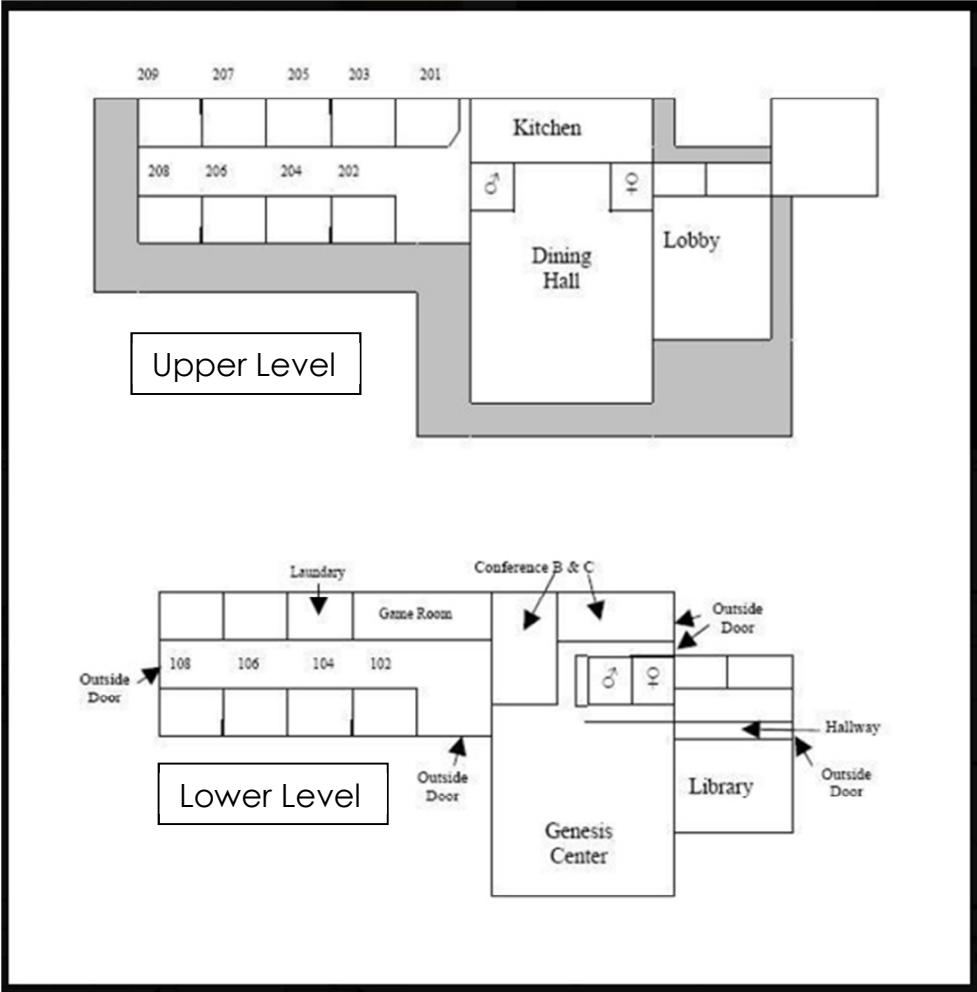 209 207 205 203 201
Kitchen
208 206 204 202
♂ ♀
Lobby
Dining
Hall
Upper Level
Laundary
Conference B & C
Game Room
Outside
Door
108 106 104 102
♂ ♀
Outside
Door
Hallway
Outside
Door
Outside
Door
Library
Lower Level
Genesis
Center